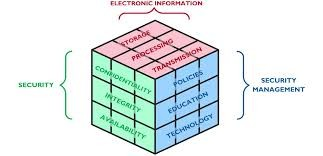 ELECTRONIC INFORMATION
STORAGE
PROCESSING
TRANSMISSION
CONFIDENTIALITY
INTEGRITY
AVAILABILITY
POLICIES
EDUCATION
TECHNOLOGY
SECURITY
SECURITY
MANAGEMENT